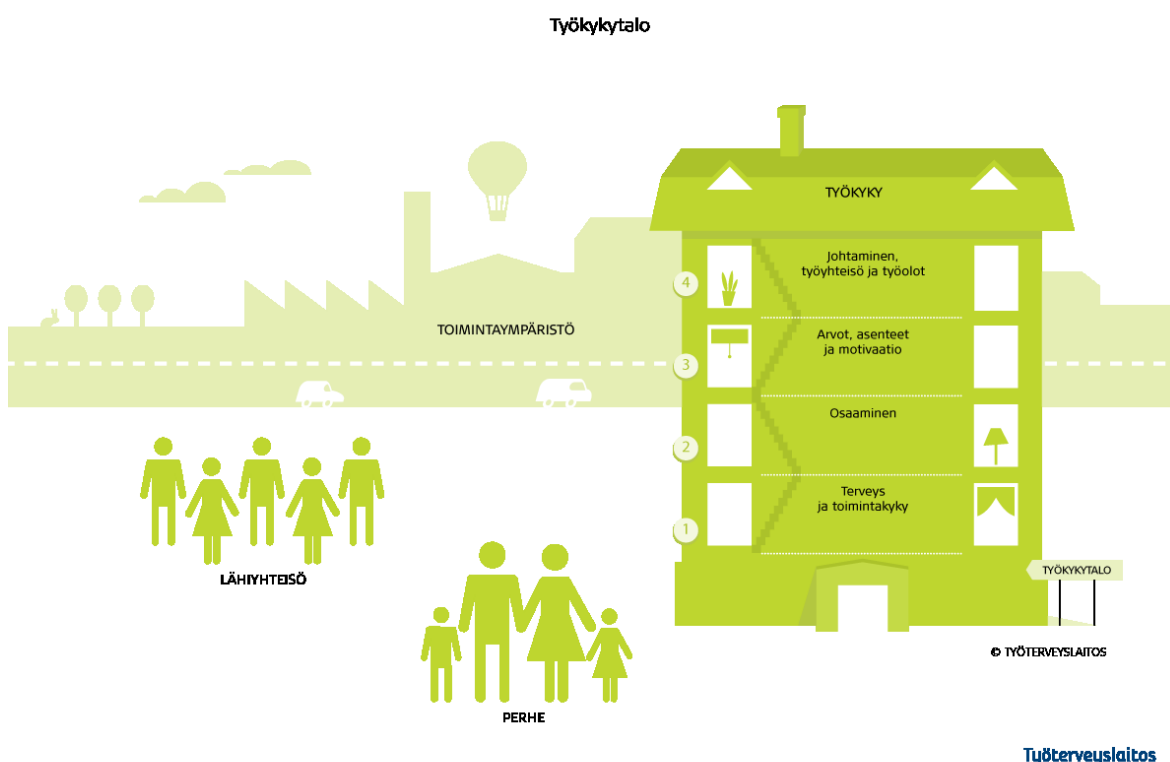 Työkykytalo
TYÖKYKY
4
Johtaminen,
työyhteisö ja työolot
TOIMINTAYMPÄRISTÖ
3
Arvot, asenteet
ja motivaatio
2
Osaaminen
1
Terveys
ja toimintakyky
TYÖKYKYTALO
LÄHIYHTEISÖ
PERHE
© TYÖTERVEYSLAITOS
Työterveyslaitos